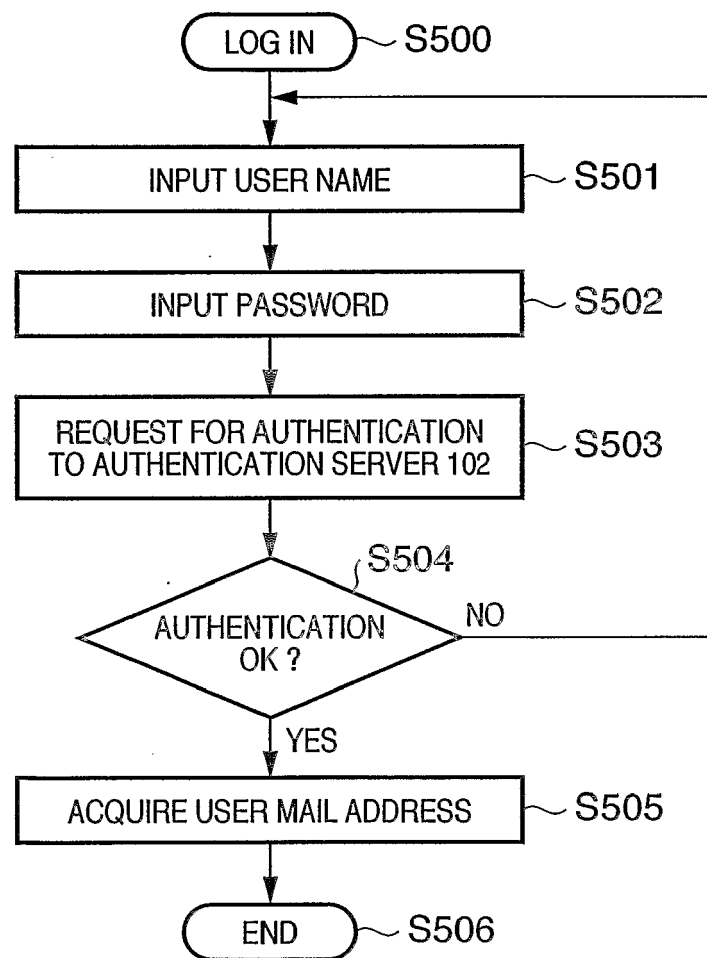 LOG IN
S500
INPUT USER NAME
S501
INPUT PASSWORD
S502
REQUEST FOR AUTHENTICATION
TO AUTHENTICATION SERVER 102
S503
S504
AUTHENTICATION
OK ?
NO
YES
ACQUIRE USER MAIL ADDRESS
S505
END
S506